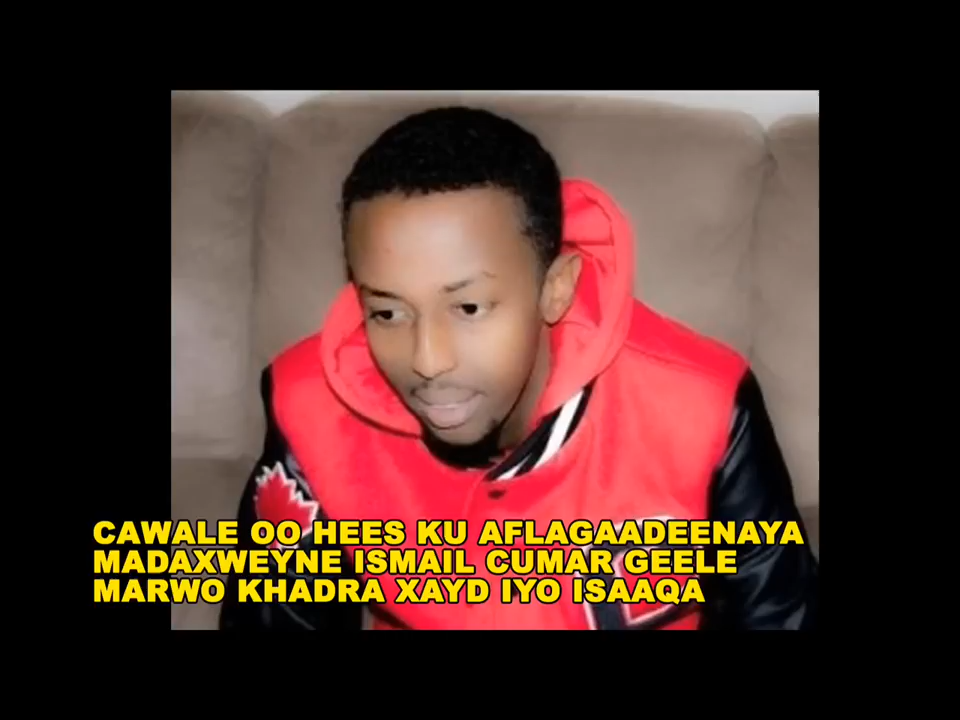 CAWALE OO HEES KU AFLAGAADEENAYA
MADAXWEYNE ISMAIL CUMAR GEELE
MARWO KHADRA XAYD IYO ISAAQA